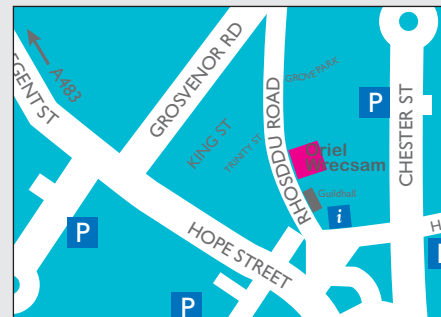 A483
EGENT ST
GROSVENOR RD
KING ST
TRINITY ST
RHOSDDU ROAD
GROVE PARK
P
CHESTER ST
Oriel
Wrecsam
Guildhall
i
H
P
HOPE STREET
P
P